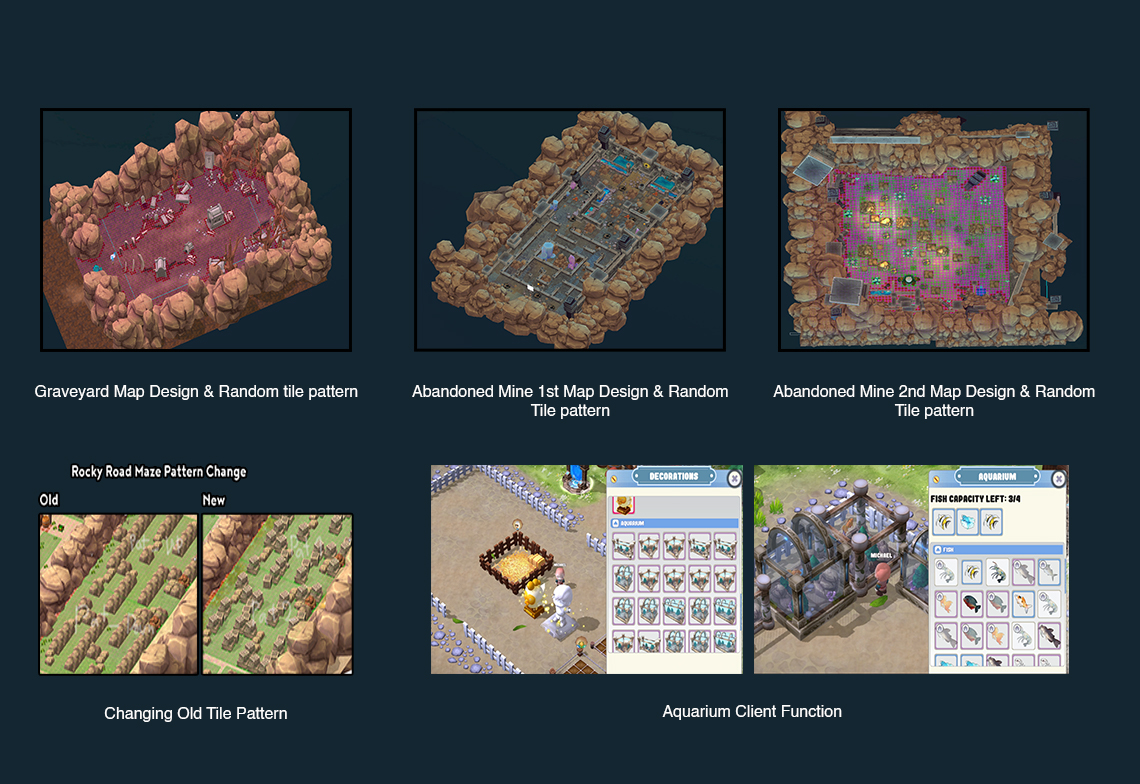 Graveyard Map Design & Random tile pattern
Abandoned Mine 1st Map Design & Random
Tile pattern
Abandoned Mine 2nd Map Design & Random
Tile pattern
Rocky Road Maze Pattern Change
Old
New
DECORATIONS
AQUARIUM
AQUARIUM
FISH CAPACITY LEFT: 3/4
FISH
MICHAEL
Changing Old Tile Pattern
Aquarium Client Function